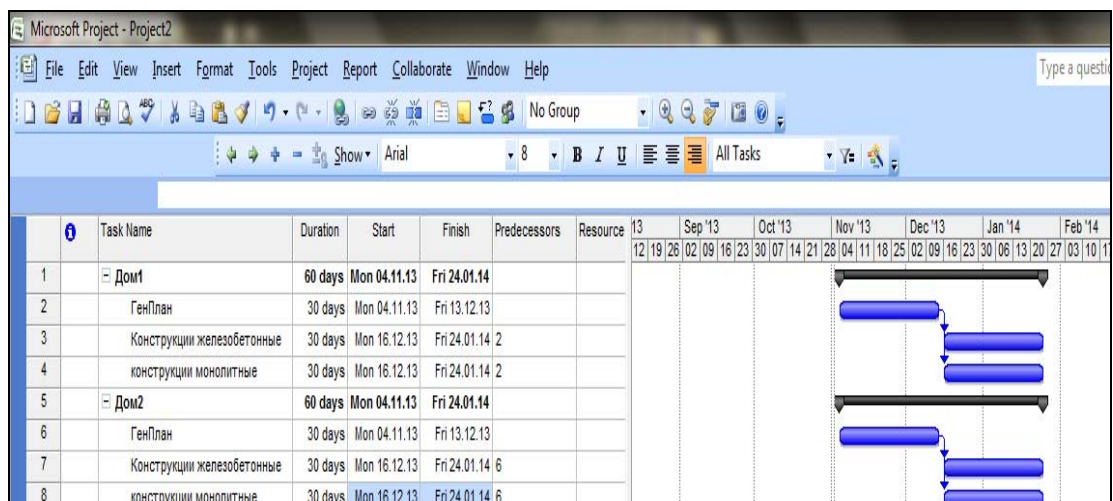 Microsoft Project - Project2
File Edit View Insert Format Tools Project Report Collaborate Window Help
Type a questi
No Group
Show Arial 8 B I U All Tasks
Task Name Duration Start Finish Predecessors Resource
13 Sep '13 Oct '13 Nov '13 Dec '13 Jan '14 Feb '14
12 19 26 02 09 16 23 30 07 14 21 28 04 11 18 25 02 09 16 23 30 06 13 20 27 03 10 1
1 Дом1 60 days Mon 04.11.13 Fri 24.01.14
2 ГенПлан 30 days Mon 04.11.13 Fri 13.12.13
3 Конструкции железобетонные 30 days Mon 16.12.13 Fri 24.01.14 2
4 конструкции монолитные 30 days Mon 16.12.13 Fri 24.01.14 2
5 Дом2 60 days Mon 04.11.13 Fri 24.01.14
6 ГенПлан 30 days Mon 04.11.13 Fri 13.12.13
7 Конструкции железобетонные 30 days Mon 16.12.13 Fri 24.01.14 6
8 конструкции монолитные 30 days Mon 16.12.13 Fri 24.01.14 6